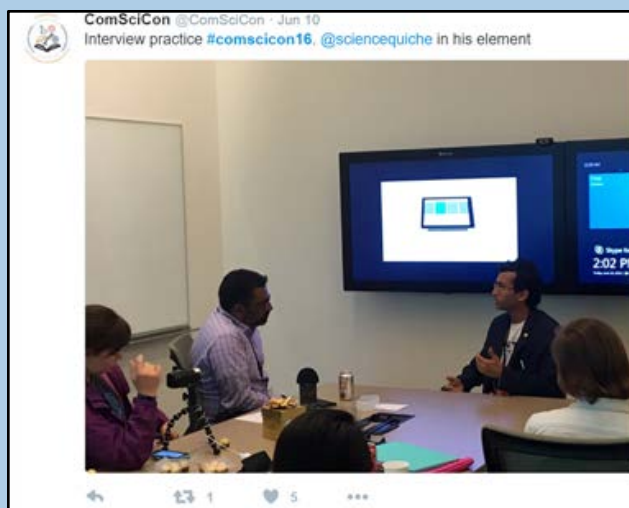 ComSciCon @ComSciCon · Jun 10
Interview practice #comscicon16, @sciencequiche in his element
2:02 P
1
5